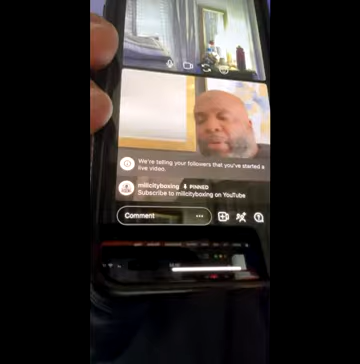 We're telling your followers that you've started a
live video.
millcityboxing PINNED
Subscribe to millcityboxing on YouTube
Comment